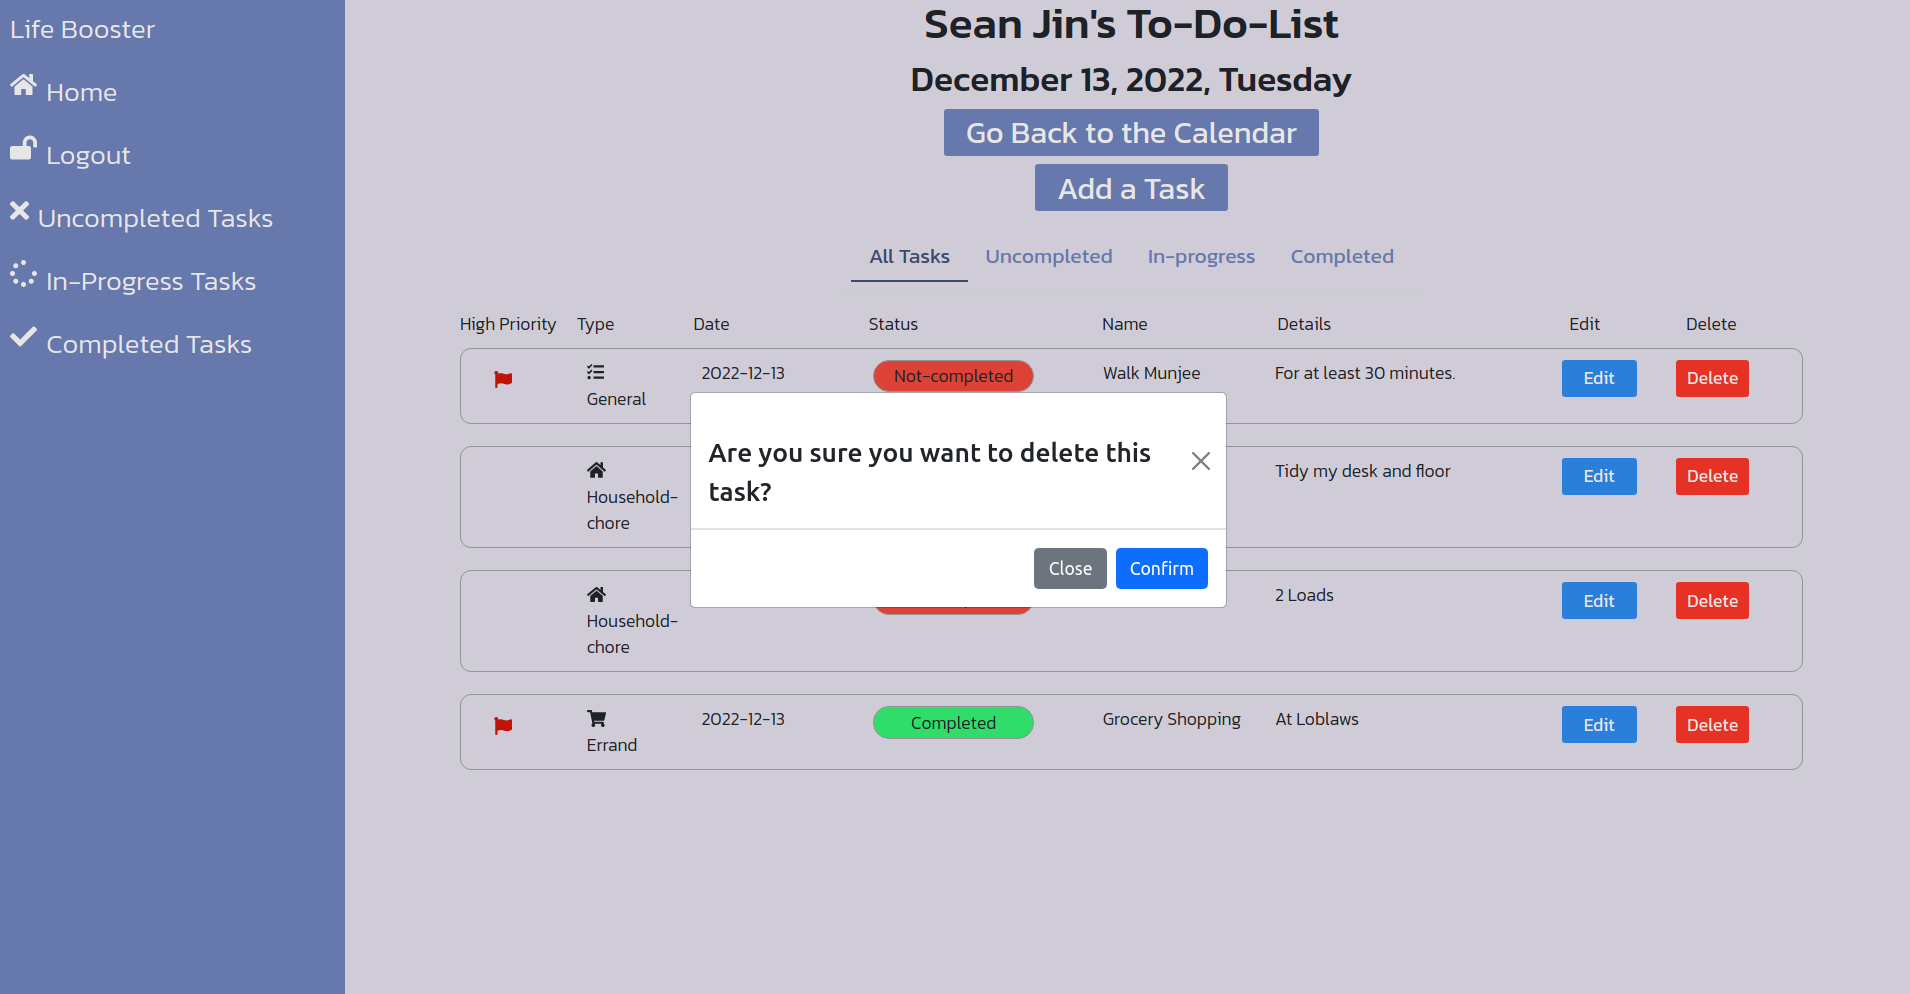 Life Booster
Home
Logout
Uncompleted Tasks
In-Progress Tasks
Completed Tasks
Sean Jin's To-Do-List
December 13, 2022, Tuesday
Go Back to the Calendar
Add a Task
All Tasks Uncompleted In-progress Completed
High Priority Type Date Status Name Details Edit Delete
General 2022-12-13 Not-completed Walk Munjee For at least 30 minutes. Edit Delete
Household-
chore
Tidy my desk and floor Edit Delete
Are you sure you want to delete this
task?
Close Confirm
Household-
chore
2 Loads Edit Delete
Errand 2022-12-13 Completed Grocery Shopping At Loblaws Edit Delete